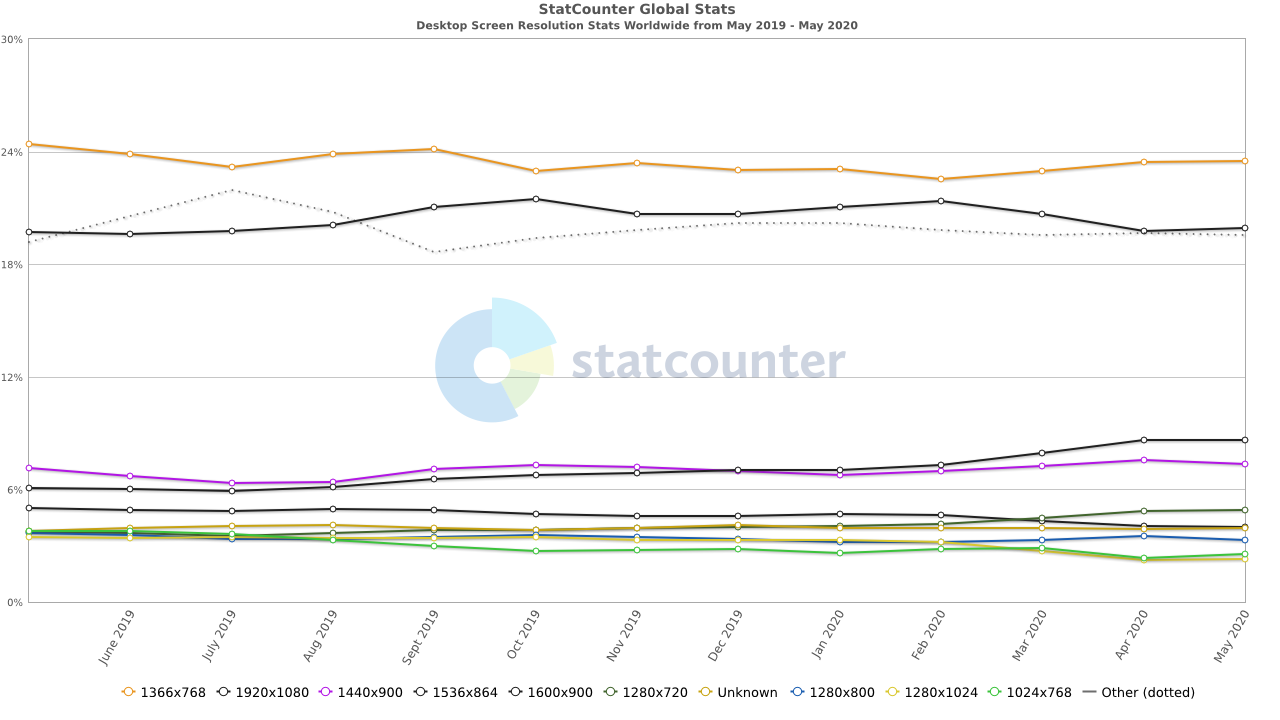 StatCounter Global Stats
Desktop Screen Resolution Stats Worldwide from May 2019 - May 2020
30%
24%
18%
statcounter
12%
6%
0%
June 2019 July 2019 Aug 2019 Sept 2019 Oct 2019 Nov 2019 Dec 2019 Jan 2020 Feb 2020 Mar 2020 Apr 2020 May 2020
1366x768 1920x1080 1440x900 1536x864 1600x900 1280x720 Unknown 1280x800 1280x1024 1024x768 Other (dotted)